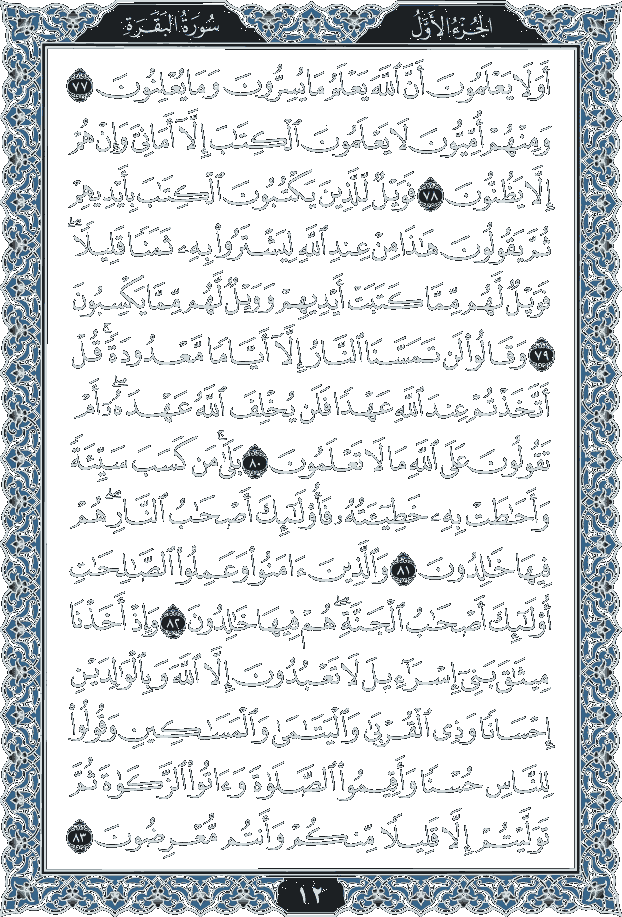 الجزء الأول
سورة البقرة
أَوَلَا يَعْلَمُونَ أَنَّ ٱللَّهَ يَعْلَمُ مَا يُسِرُّونَ وَمَا يُعْلِنُونَ ٧٧
وَمِنْهُمْ أُمِّيُّونَ لَا يَعْلَمُونَ ٱلْكِتَٰبَ إِلَّآ أَمَانِىَّ وَإِنْ هُمْ
إِلَّا يَظُنُّونَ ٧٨ فَوَيْلٌ لِّلَّذِينَ يَكْتُبُونَ ٱلْكِتَٰبَ بِأَيْدِيهِمْ
ثُمَّ يَقُولُونَ هَٰذَا مِنْ عِندِ ٱللَّهِ لِيَشْتَرُوا۟ بِهِۦ ثَمَنًا قَلِيلًا ۖ
فَوَيْلٌ لَّهُم مِّمَّا كَتَبَتْ أَيْدِيهِمْ وَوَيْلٌ لَّهُم مِّمَّا يَكْسِبُونَ
٧٩ وَقَالُوا۟ لَن تَمَسَّنَا ٱلنَّارُ إِلَّآ أَيَّامًا مَّعْدُودَةً ۚ قُلْ
أَتَّخَذْتُمْ عِندَ ٱللَّهِ عَهْدًا فَلَن يُخْلِفَ ٱللَّهُ عَهْدَهُۥٓ ۖ أَمْ
تَقُولُونَ عَلَى ٱللَّهِ مَا لَا تَعْلَمُونَ ٨٠ بَلَىٰ ۚ مَن كَسَبَ سَيِّئَةً
وَأَحَٰطَتْ بِهِۦ خَطِيٓـَٔتُهُۥ فَأُو۟لَٰٓئِكَ أَصْحَٰبُ ٱلنَّارِ ۖ هُمْ
فِيهَا خَٰلِدُونَ ٨١ وَٱلَّذِينَ ءَامَنُوا۟ وَعَمِلُوا۟ ٱلصَّٰلِحَٰتِ
أُو۟لَٰٓئِكَ أَصْحَٰبُ ٱلْجَنَّةِ ۖ هُمْ فِيهَا خَٰلِدُونَ ٨٢ وَإِذْ أَخَذْنَا
مِيثَٰقَ بَنِىٓ إِسْرَٰٓءِيلَ لَا تَعْبُدُونَ إِلَّا ٱللَّهَ وَبِٱلْوَٰلِدَيْنِ
إِحْسَانًا وَذِى ٱلْقُرْبَىٰ وَٱلْيَتَٰمَىٰ وَٱلْمَسَٰكِينِ وَقُولُوا۟
لِلنَّاسِ حُسْنًا وَأَقِيمُوا۟ ٱلصَّلَوٰةَ وَءَاتُوا۟ ٱلزَّكَوٰةَ ثُمَّ
تَوَلَّيْتُمْ إِلَّا قَلِيلًا مِّنكُمْ وَأَنتُم مُّعْرِضُونَ ٨٣
١٢